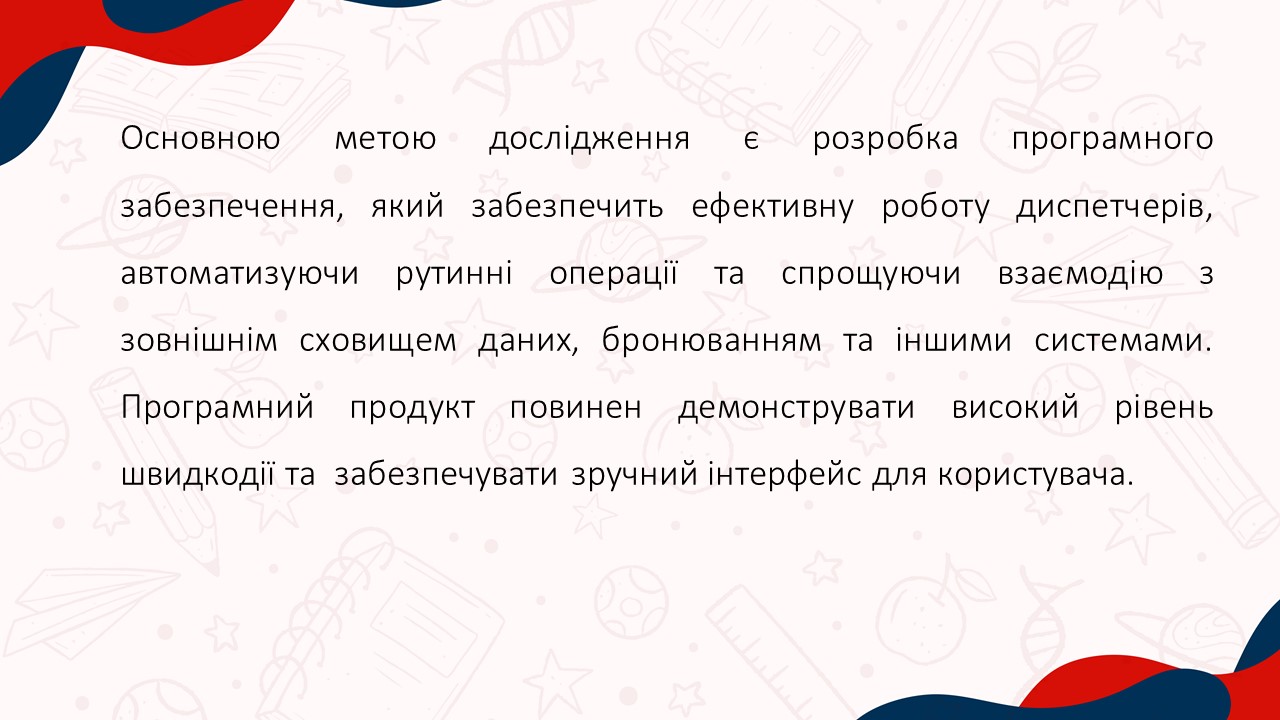 Основною метою дослідження є розробка програмного
забезпечення, який забезпечить ефективну роботу диспетчерів,
автоматизуючи рутинні операції та спрощуючи взаємодію з
зовнішнім сховищем даних, бронюванням та іншими системами.
Програмний продукт повинен демонструвати високий рівень
швидкодії та забезпечувати зручний інтерфейс для користувача.